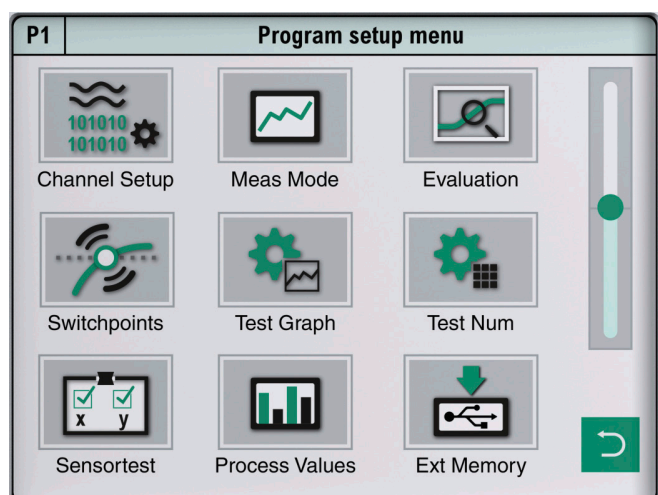 P1 Program setup menu
101010
101010
Channel Setup Meas Mode Evaluation
Switchpoints Test Graph Test Num
x y
Sensortest Process Values Ext Memory